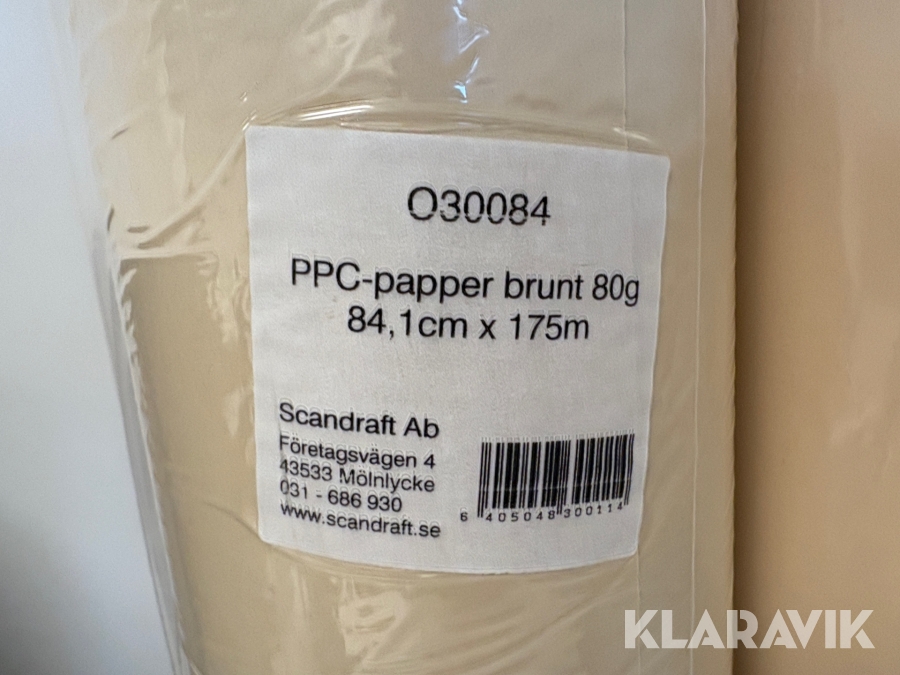 O30084
PPC-papper brunt 80g
84,1cm x 175m
Scandraft Ab
Företagsvägen 4
43533 Mölnlycke
031 - 686 930
www.scandraft.se
6 405048 300114
KLARAVIK